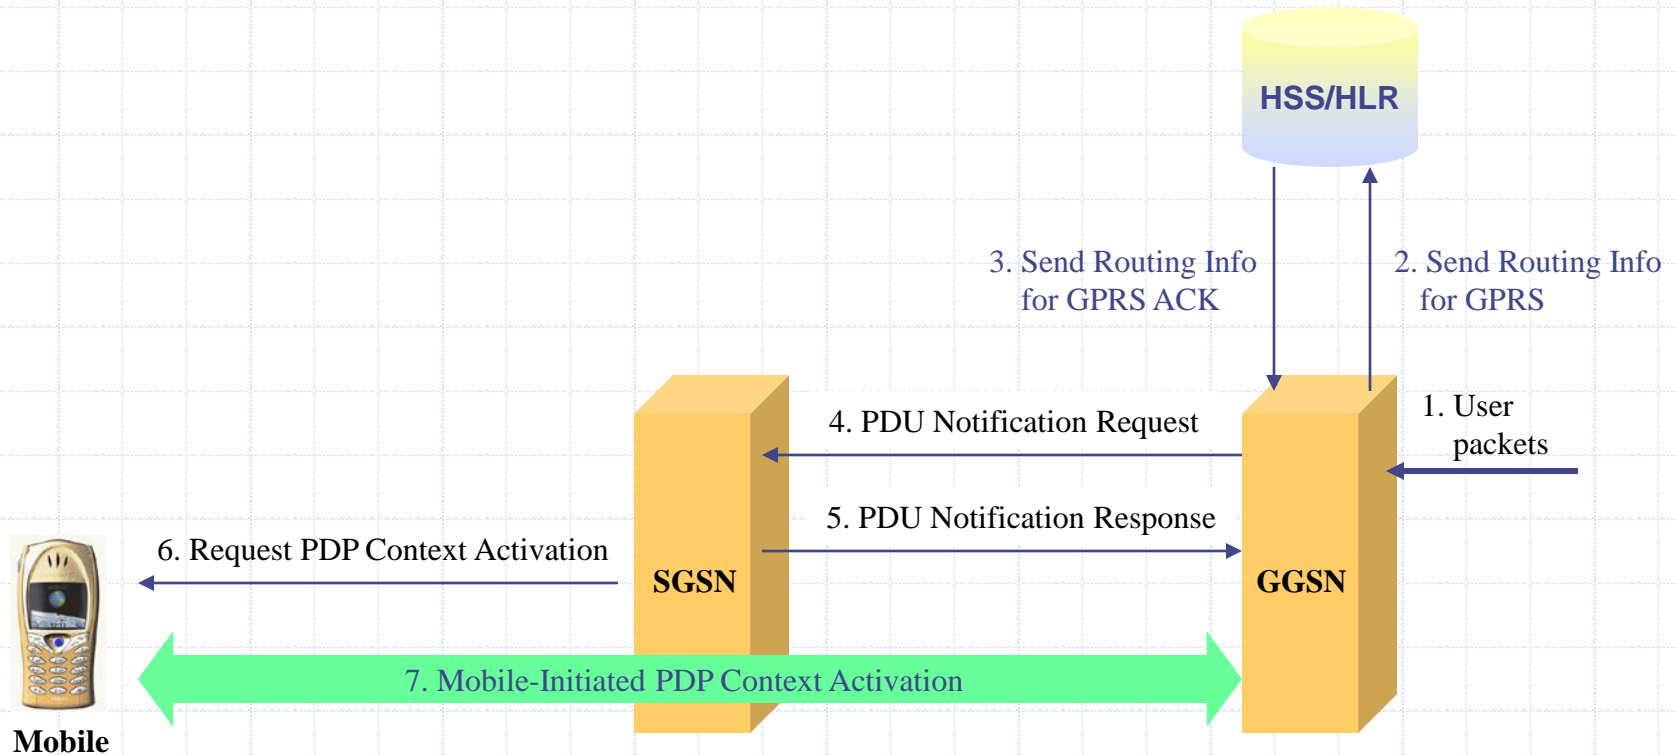 HSS/HLR
3. Send Routing Info
for GPRS ACK
2. Send Routing Info
for GPRS
1. User
packets
4. PDU Notification Request
5. PDU Notification Response
6. Request PDP Context Activation
SGSN
GGSN
7. Mobile-Initiated PDP Context Activation
Mobile